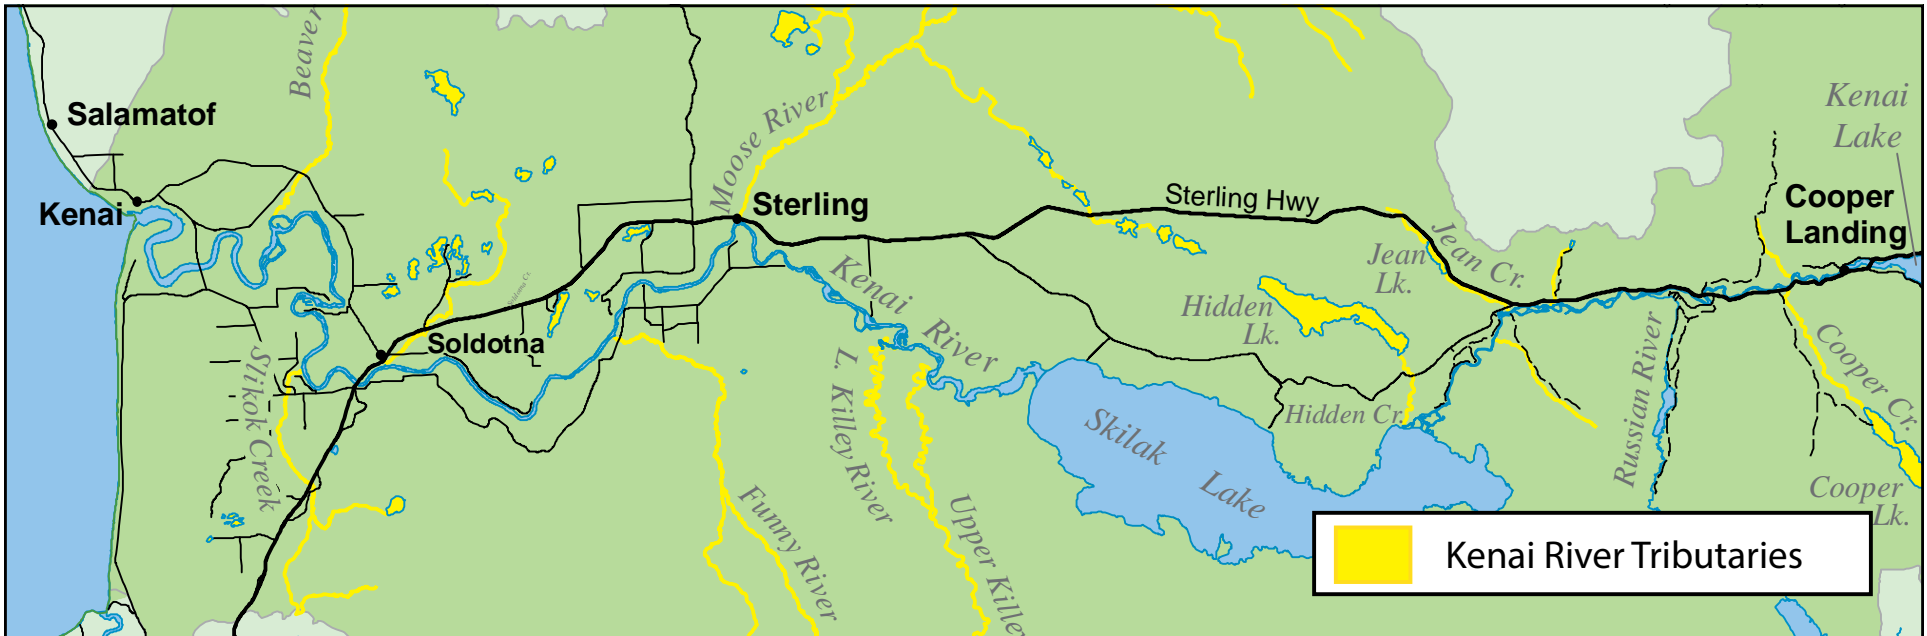 Beaver
Salamatof
Kenai
Moose River
Sterling
Sterling Hwy
Kenai
Lake
Cooper
Landing
Jean
Lk.
Jean Cr.
Hidden
Lk.
Kenai River
Soldotna
Slikok Creek
L. Killey River
Skilak Lake
Hidden Cr.
Russian River
Cooper Cr.
Cooper
Lk.
Funny River
Upper Kille
Kenai River Tributaries